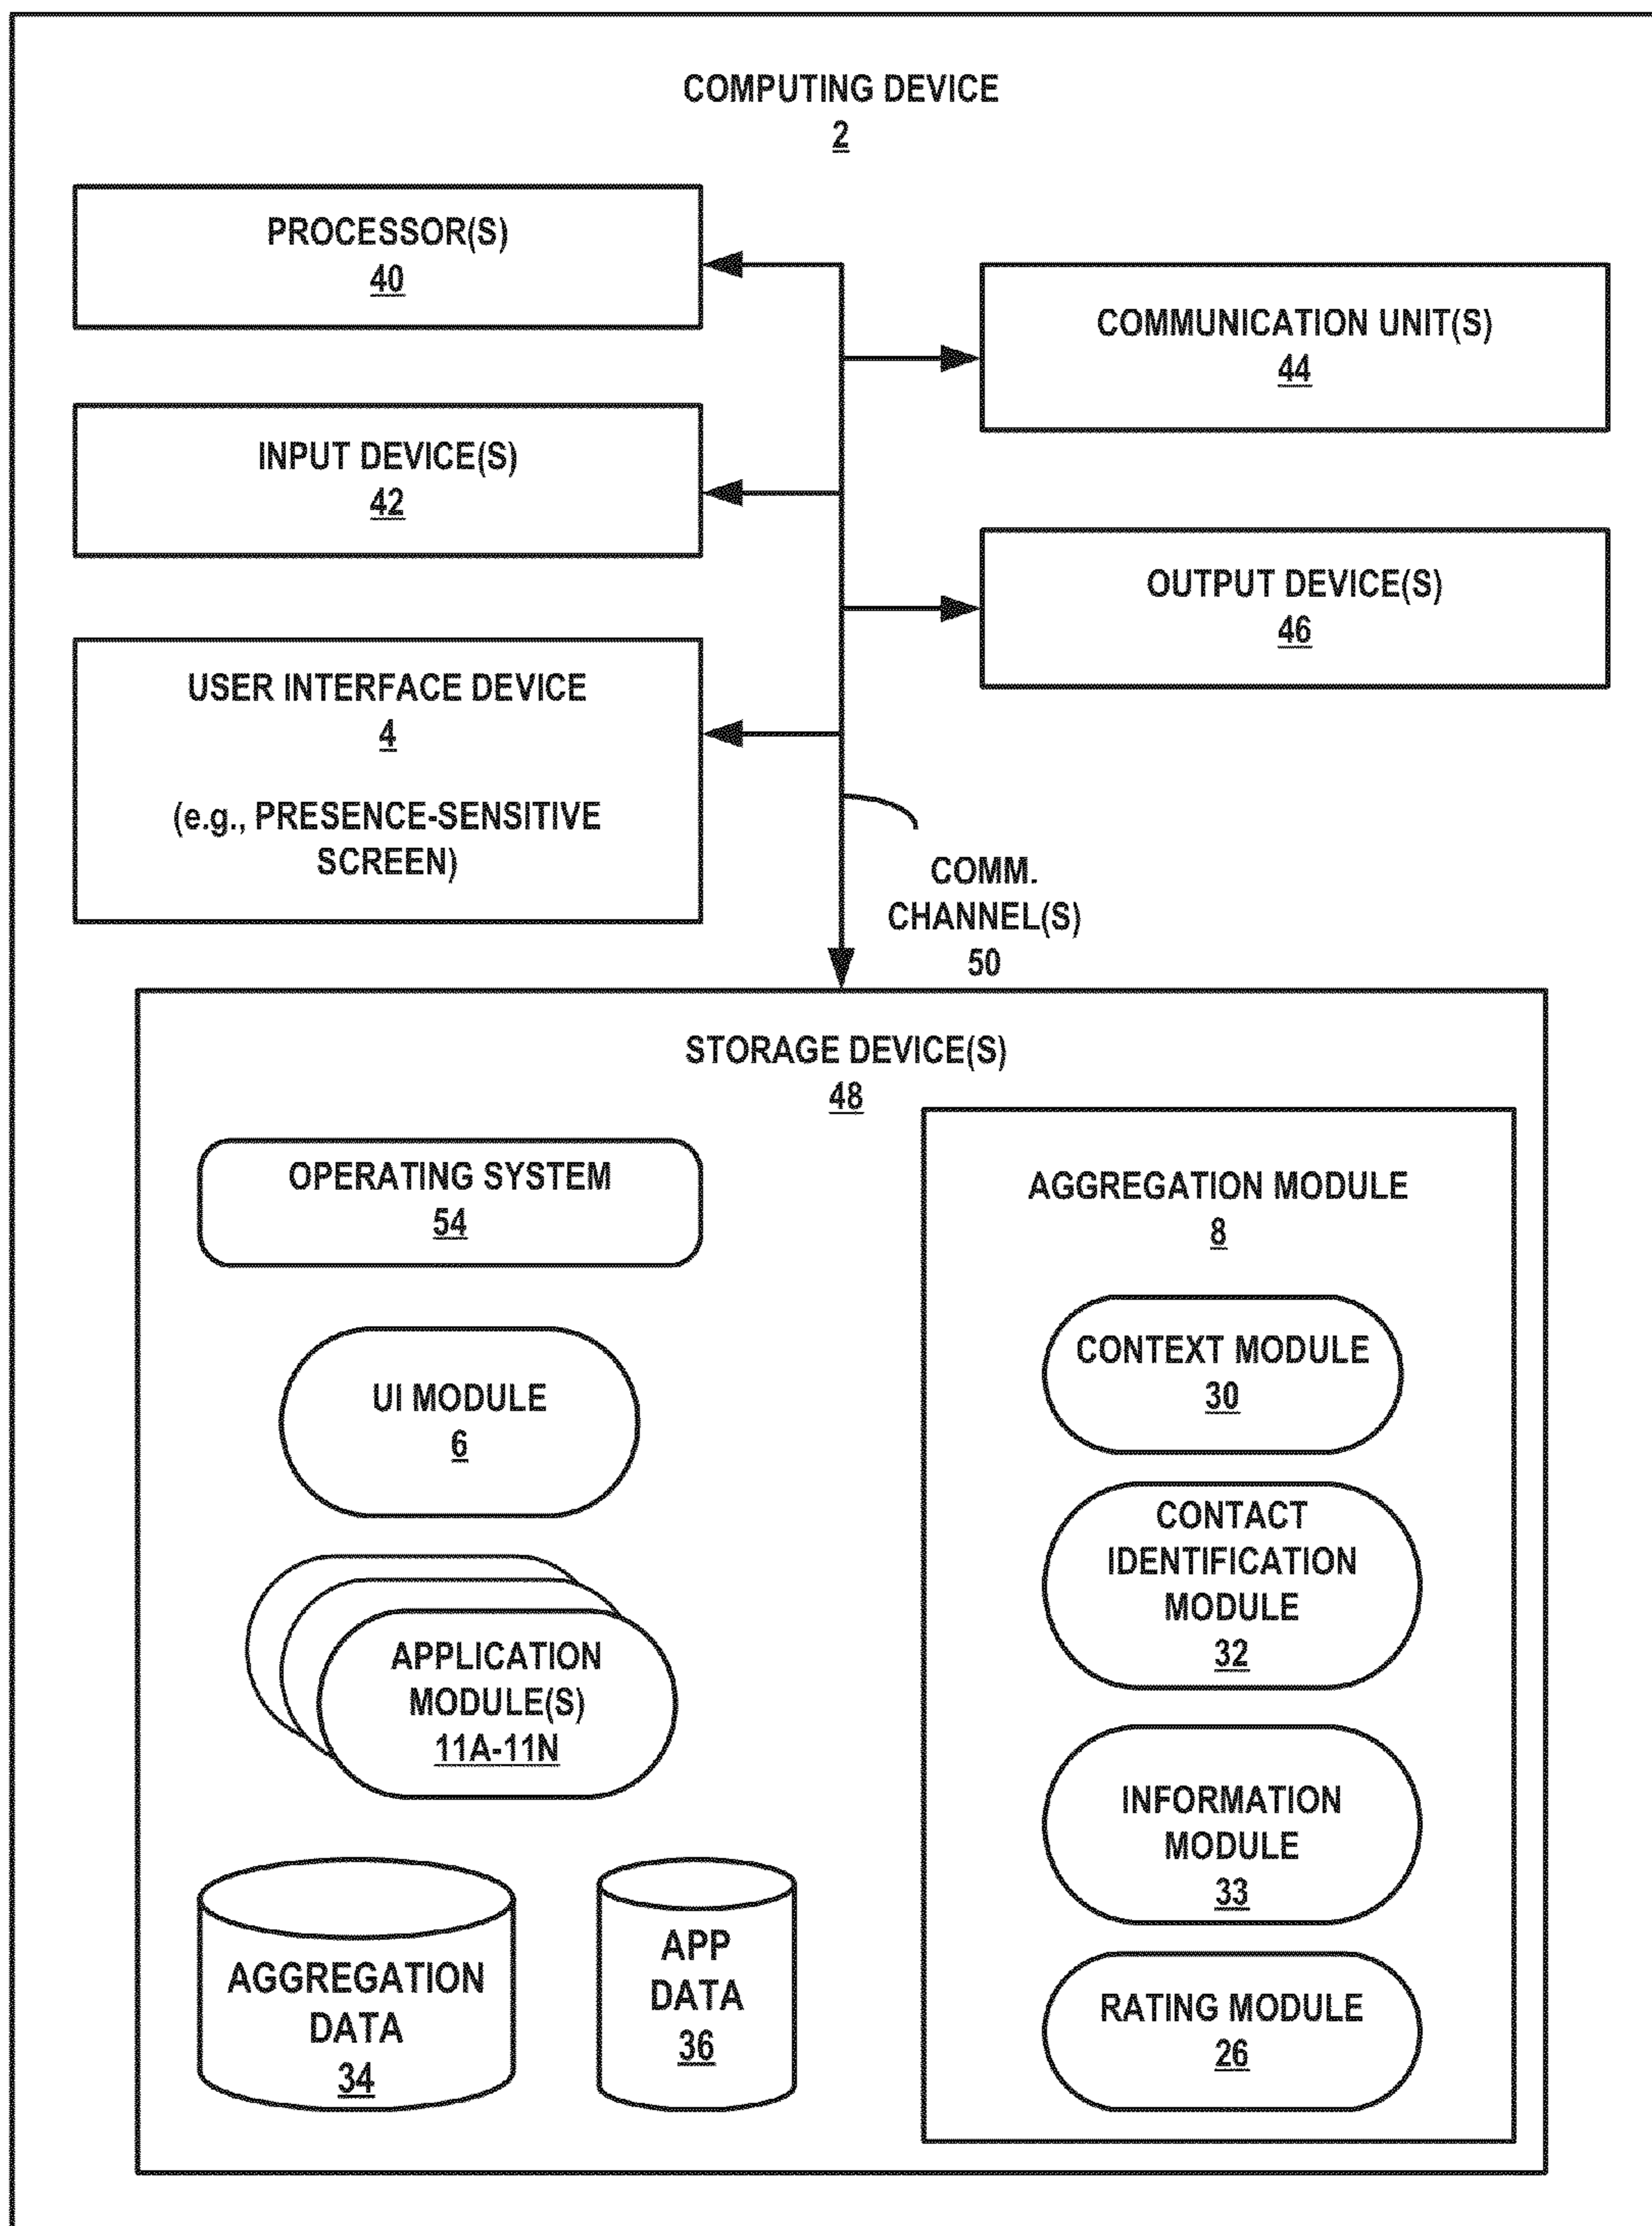 COMPUTING DEVICE
2
PROCESSOR(S)
40
COMMUNICATION UNIT(S)
44
INPUT DEVICE(S)
42
OUTPUT DEVICE(S)
46
USER INTERFACE DEVICE
4
(e.g., PRESENCE-SENSITIVE
SCREEN)
COMM.
CHANNEL(S)
50
STORAGE DEVICE(S)
48
OPERATING SYSTEM
54
UI MODULE
6
APPLICATION
MODULE(S)
11A-11N
AGGREGATION
DATA
34
APP
DATA
36
AGGREGATION MODULE
8
CONTEXT MODULE
30
CONTACT
IDENTIFICATION
MODULE
32
INFORMATION
MODULE
33
RATING MODULE
26